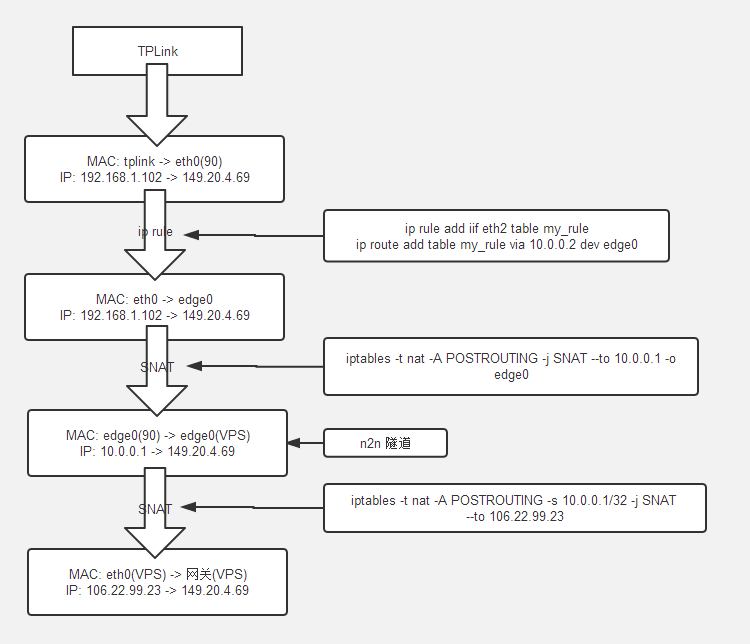 TPLink
MAC: tplink -> eth0(90)
IP: 192.168.1.102 -> 149.20.4.69
ip rule
ip rule add iif eth2 table my_rule
ip route add table my_rule via 10.0.0.2 dev edge0
MAC: eth0 -> edge0
IP: 192.168.1.102 -> 149.20.4.69
SNAT
iptables -t nat -A POSTROUTING -j SNAT --to 10.0.0.1 -o
edge0
MAC: edge0(90) -> edge0(VPS)
IP: 10.0.0.1 -> 149.20.4.69
n2n 隧道
SNAT
iptables -t nat -A POSTROUTING -s 10.0.0.1/32 -j SNAT
--to 106.22.99.23
MAC: eth0(VPS) -> 网关(VPS)
IP: 106.22.99.23 -> 149.20.4.69